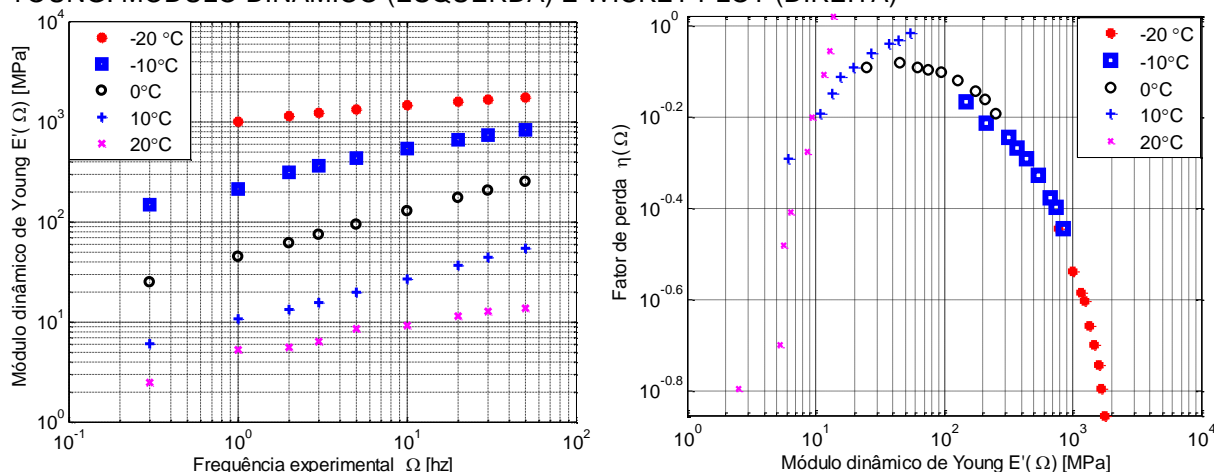 YOUNG. MÓDULO DINÂMICO (ESQUERDA) E WICKET PLOT (DIREITA)
Módulo dinâmico de Young E'(Ω) [MPa]
10^4
10^3
10^2
10^1
10^0
-20 °C
-10°C
0°C
10°C
20°C
10^-1
10^0
10^1
10^2
Frequência experimental Ω [hz]
Fator de perda η(Ω)
10^0
10^-0.2
10^-0.4
10^-0.6
10^-0.8
-20 °C
-10°C
0°C
10°C
20°C
10^0
10^1
10^2
10^3
10^4
Módulo dinâmico de Young E'(Ω) [MPa]